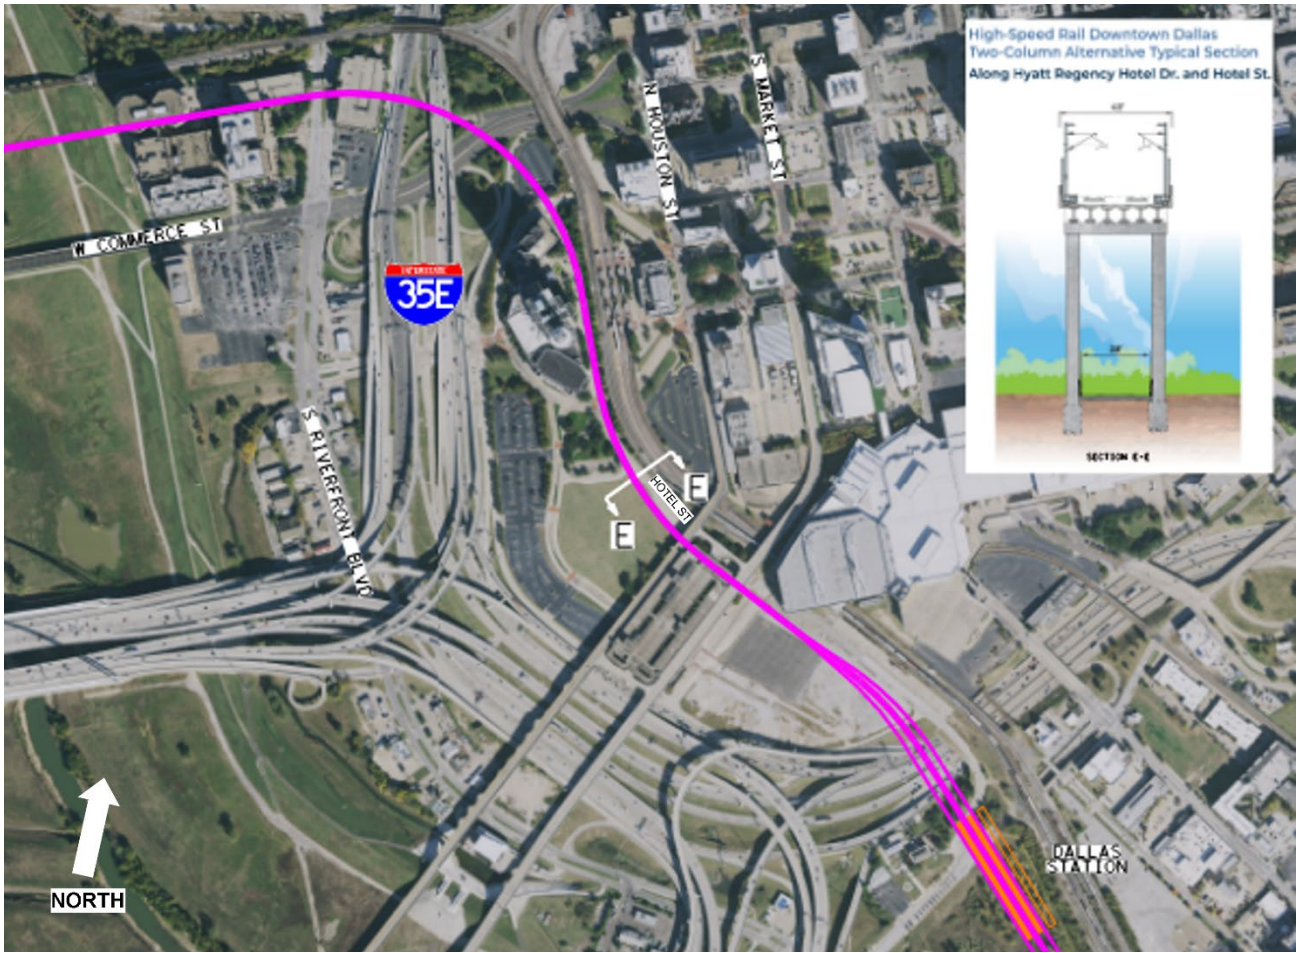 High-Speed Rail Downtown Dallas
Two-Column Alternative Typical Section
Along Hyatt Regency Hotel Dr. and Hotel St.
SECTION E-E
S MARKET ST
N HOUSTON ST
W COMMERCE ST
INTERSTATE
35E
S RIVERFRONT BLVD
E
HOTEL ST
E
DALLAS
STATION
NORTH